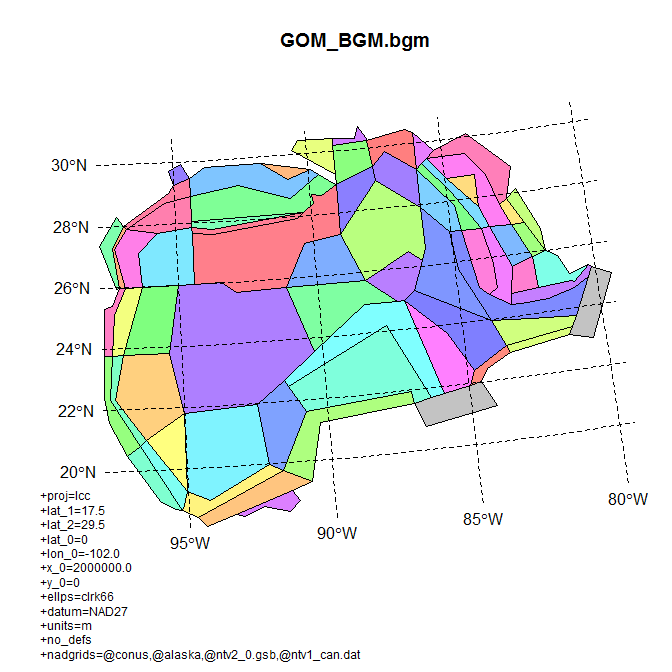 GOM_BGM.bgm
30°N
28°N
26°N
24°N
22°N
20°N
95°W
90°W
85°W
80°W
+proj=lcc
+lat_1=17.5
+lat_2=29.5
+lat_0=0
+lon_0=-102.0
+x_0=2000000.0
+y_0=0
+ellps=clrk66
+datum=NAD27
+units=m
+no_defs
+nadgrids=@conus,@alaska,@ntv2_0.gsb,@ntv1_can.dat